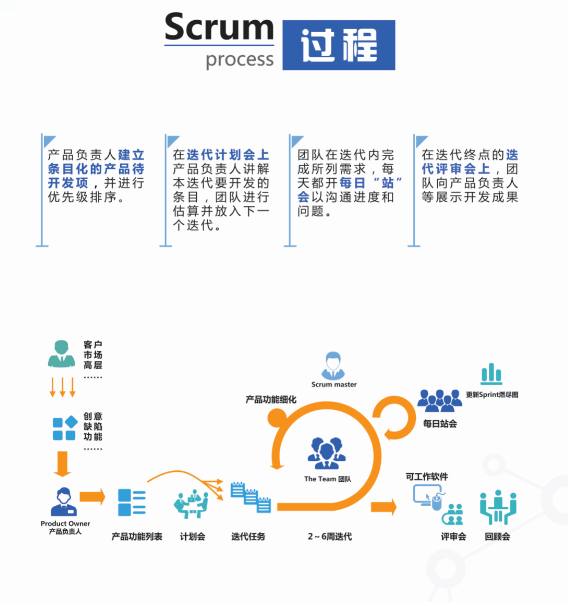 Scrum
process
过程
产品负责人建立
条目化的产品待
开发项，并进行
优先级排序。
在迭代计划会上
产品负责人讲解
本迭代要开发的
条目，团队进行
估算并放入下一
个迭代。
团队在迭代内完
成所列需求，每
天都开每日“站”
会以沟通进度和
问题。
在迭代终点的迭
代评审会上，团
队向产品负责人
等展示开发成果
客户
市场
高层
……
创意
缺陷
功能
……
Product Owner
产品负责人
产品功能列表
计划会
迭代任务
产品功能细化
Scrum master
The Team 团队
2～6周迭代
每日站会
更新Sprint燃尽图
可工作软件
评审会
回顾会